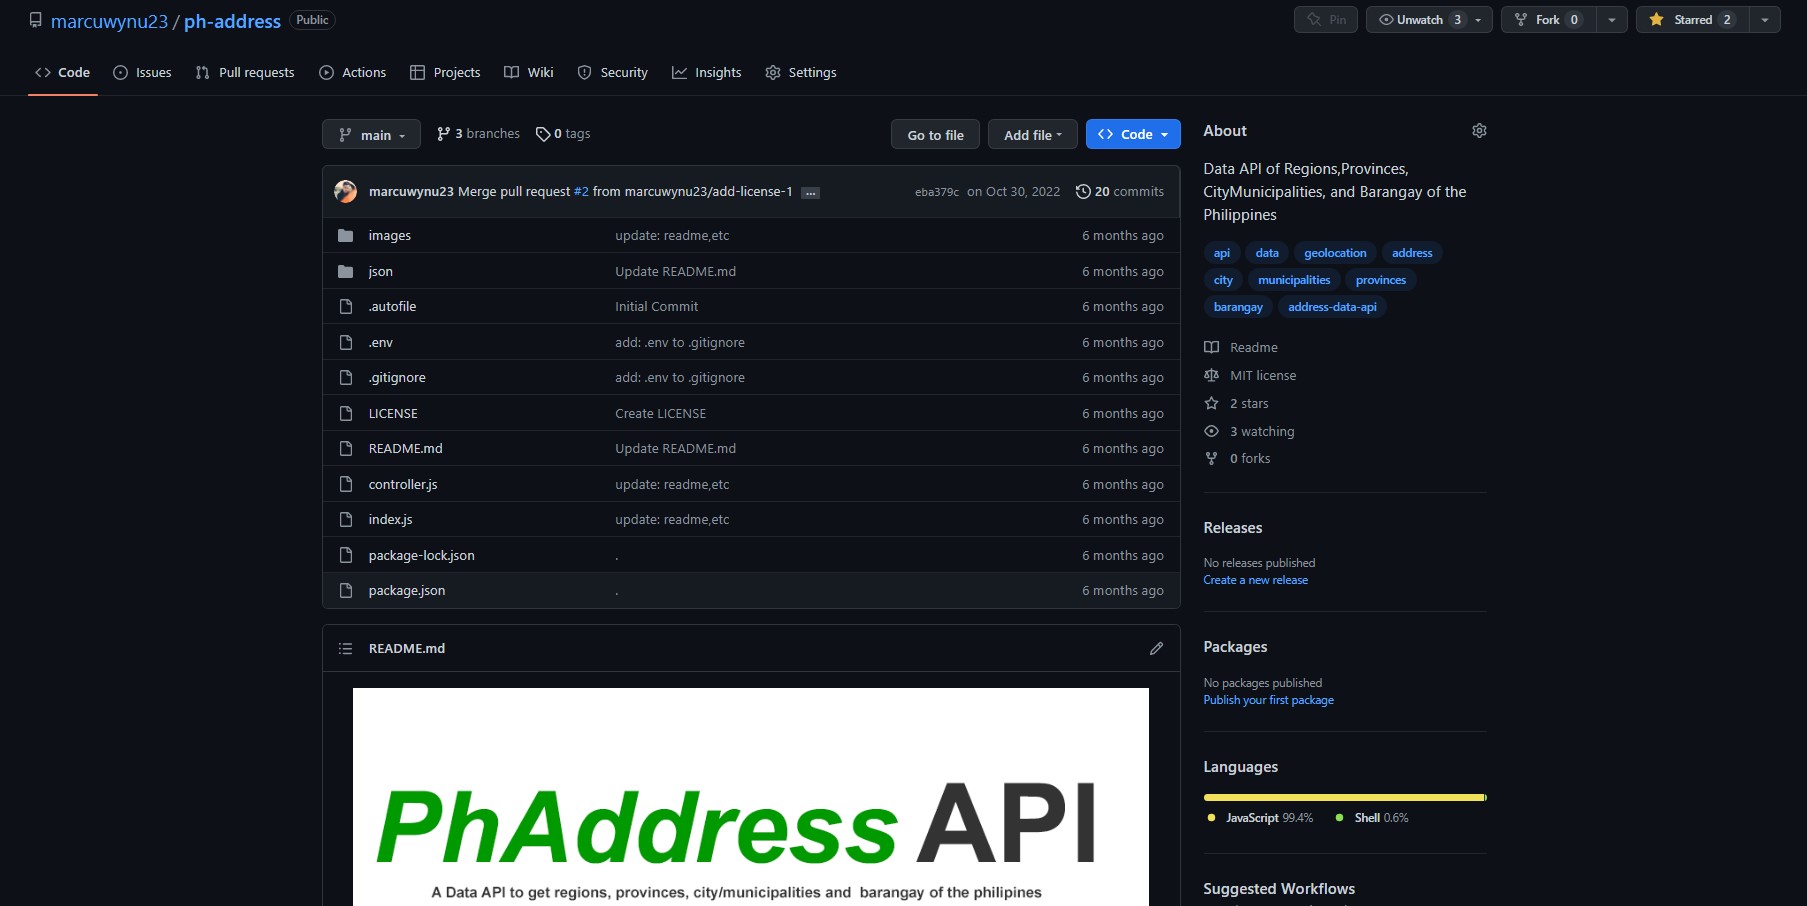 marcuwynu23 / ph-address Public
Pin Unwatch 3 Fork 0 Starred 2
Code Issues Pull requests Actions Projects Wiki Security Insights Settings
main 3 branches 0 tags Go to file Add file Code
marcuwynu23 Merge pull request #2 from marcuwynu23/add-license-1 ... eba379c on Oct 30, 2022 20 commits
images update: readme,etc 6 months ago
json Update README.md 6 months ago
.autofile Initial Commit 6 months ago
.env add: .env to .gitignore 6 months ago
.gitignore add: .env to .gitignore 6 months ago
LICENSE Create LICENSE 6 months ago
README.md Update README.md 6 months ago
controller.js update: readme,etc 6 months ago
index.js update: readme,etc 6 months ago
package-lock.json . 6 months ago
package.json . 6 months ago
README.md
PhAddress API
A Data API to get regions, provinces, city/municipalities and barangay of the philipines
About
Data API of Regions,Provinces,
CityMunicipalities, and Barangay of the
Philippines
api data geolocation address
city municipalities provinces
barangay address-data-api
Readme
MIT license
2 stars
3 watching
0 forks
Releases
No releases published
Create a new release
Packages
No packages published
Publish your first package
Languages
JavaScript 99.4% Shell 0.6%
Suggested Workflows